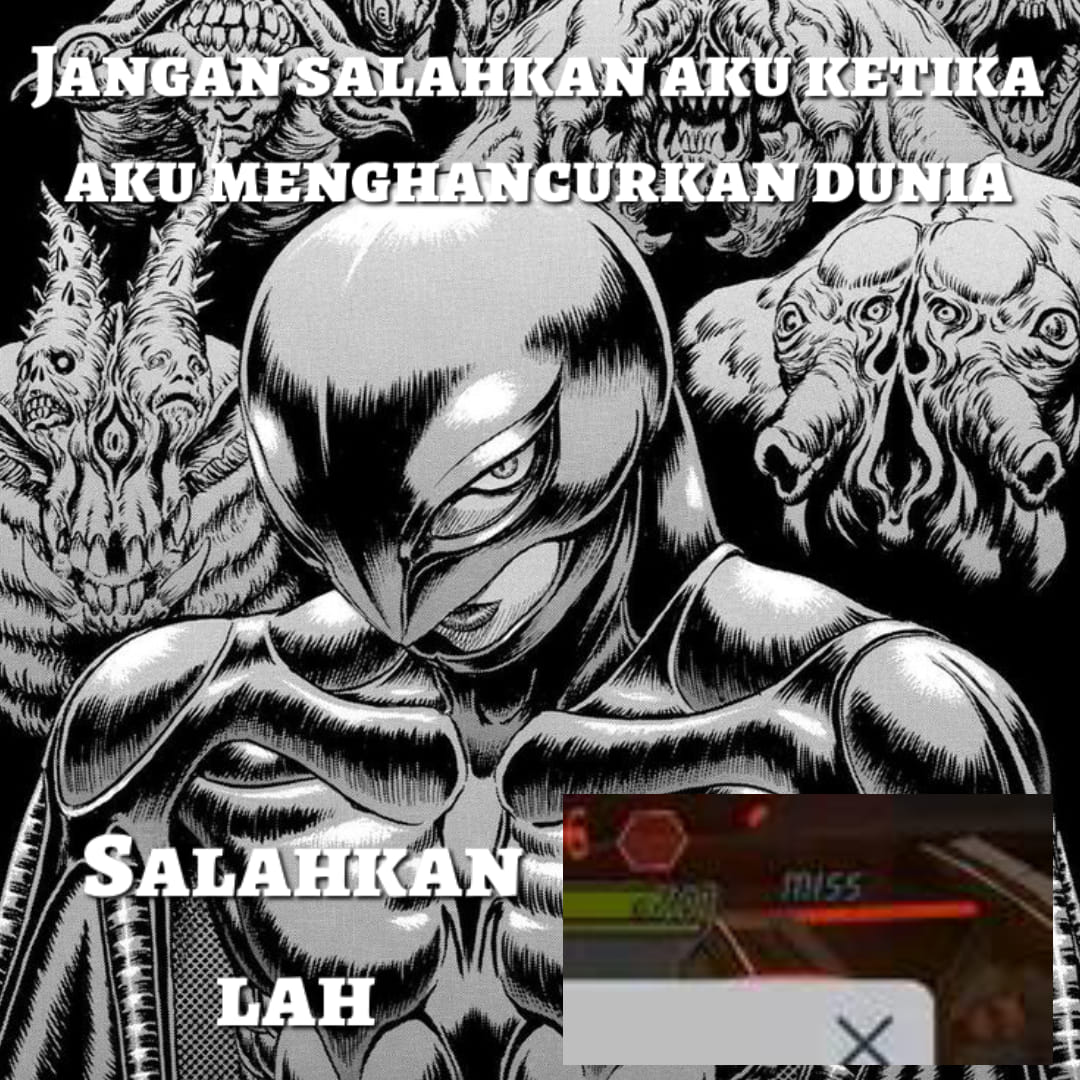 Jangan salahkan aku ketika
aku menghancurkan dunia
Salahkan
lah
miss